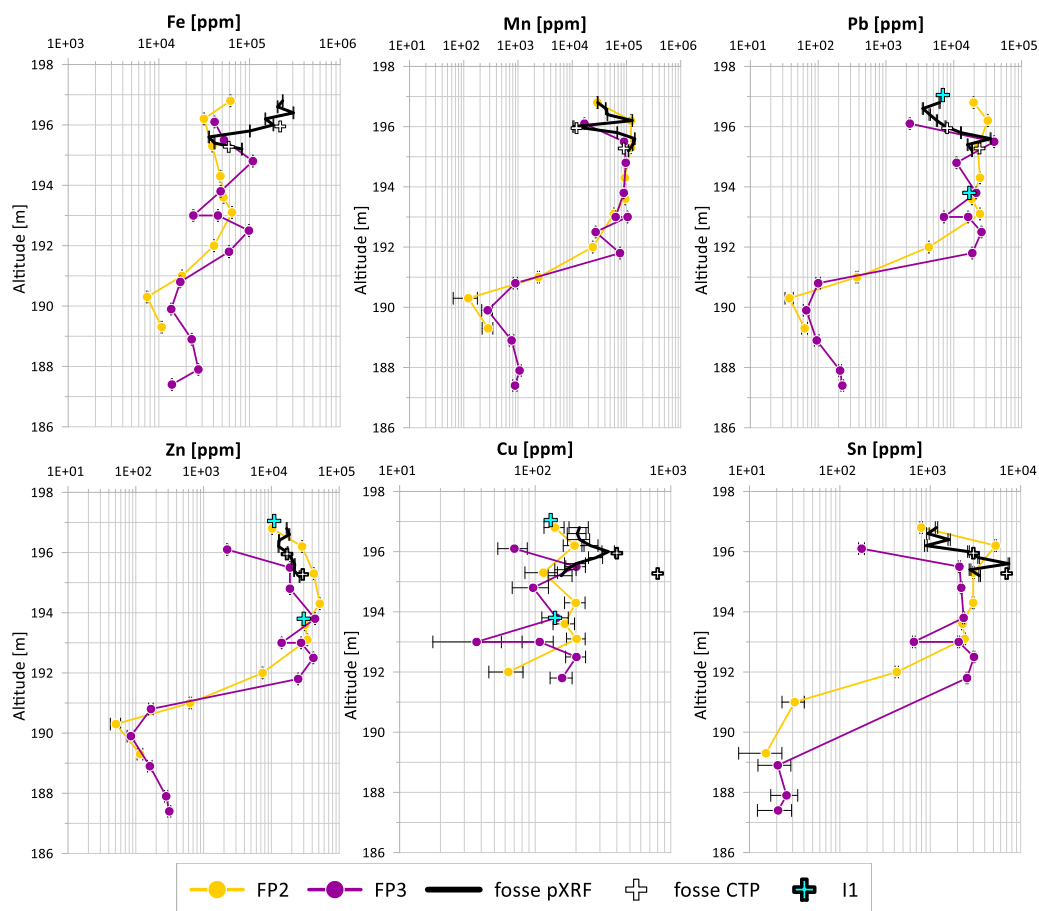 Fe [ppm] Mn [ppm] Pb [ppm]
1E+03 1E+04 1E+05 1E+06 1E+01 1E+02 1E+03 1E+04 1E+05 1E+06 1E+01 1E+02 1E+03 1E+04 1E+05
198 198 198
196 196 196
194 194 194
192 192 192
190 190 190
188 188 188
186 186 186
Altitude [m] Altitude [m] Altitude [m]
Zn [ppm] Cu [ppm] Sn [ppm]
1E+01 1E+02 1E+03 1E+04 1E+05 1E+01 1E+02 1E+03 1E+01 1E+02 1E+03 1E+04
198 198 198
196 196 196
194 194 194
192 192 192
190 190 190
188 188 188
186 186 186
Altitude [m] Altitude [m] Altitude [m]
FP2 FP3 fosse pXRF fosse CTP I1